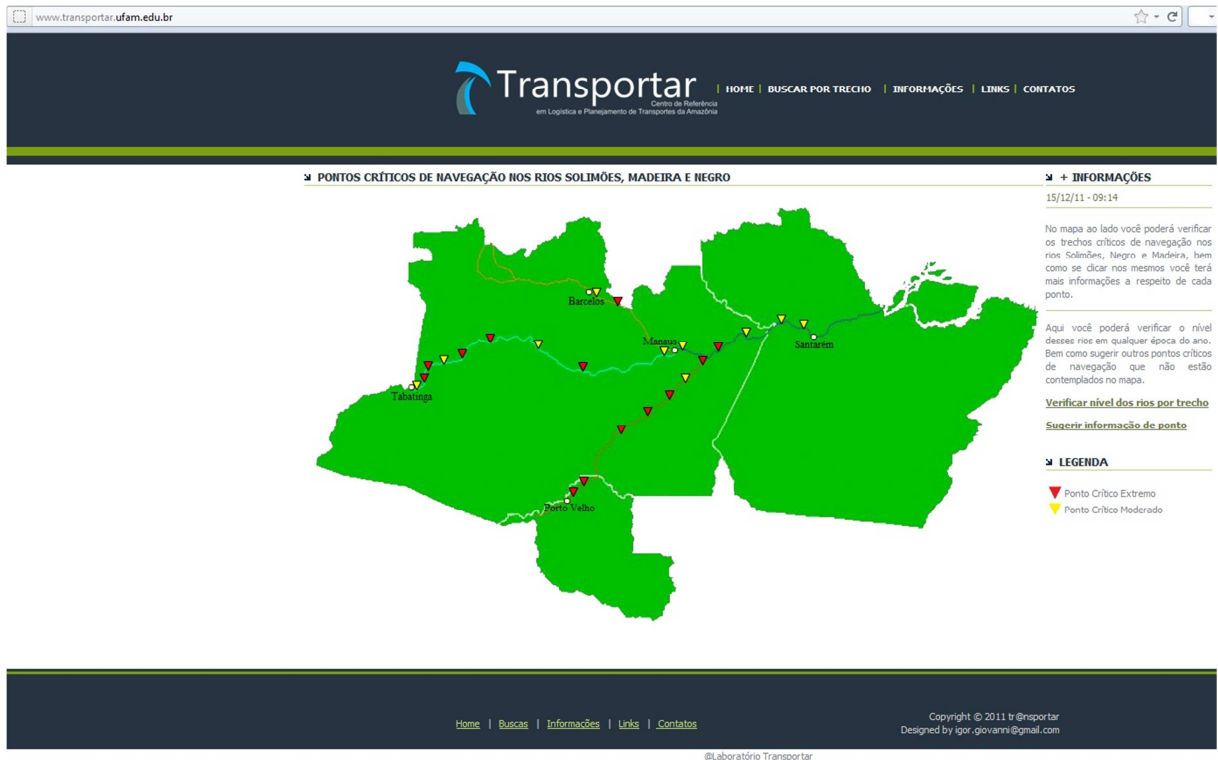 www.transportar.ufam.edu.br
Transportar
Centro de Referência
em Logística e Planejamento de Transportes da Amazônia
| HOME | BUSCAR POR TRECHO | INFORMAÇÕES | LINKS | CONTATOS
PONTOS CRÍTICOS DE NAVEGAÇÃO NOS RIOS SOLIMÕES, MADEIRA E NEGRO
Barcelos
Manaus
Santarém
Tabatinga
Porto Velho
+ INFORMAÇÕES
15/12/11 - 09:14
No mapa ao lado você poderá verificar
os trechos críticos de navegação nos
rios Solimões, Negro e Madeira, bem
como se clicar nos mesmos você terá
mais informações a respeito de cada
ponto.
Aqui você poderá verificar o nível
desses rios em qualquer época do ano.
Bem como sugerir outros pontos críticos
de navegação que não estão
contemplados no mapa.
Verificar nível dos rios por trecho
Sugerir informação de ponto
LEGENDA
Ponto Crítico Extremo
Ponto Crítico Moderado
Home | Buscas | Informações | Links | Contatos
Copyright © 2011 tr@nsportar
Designed by igor.giovanni@gmail.com
@Laboratório Transportar